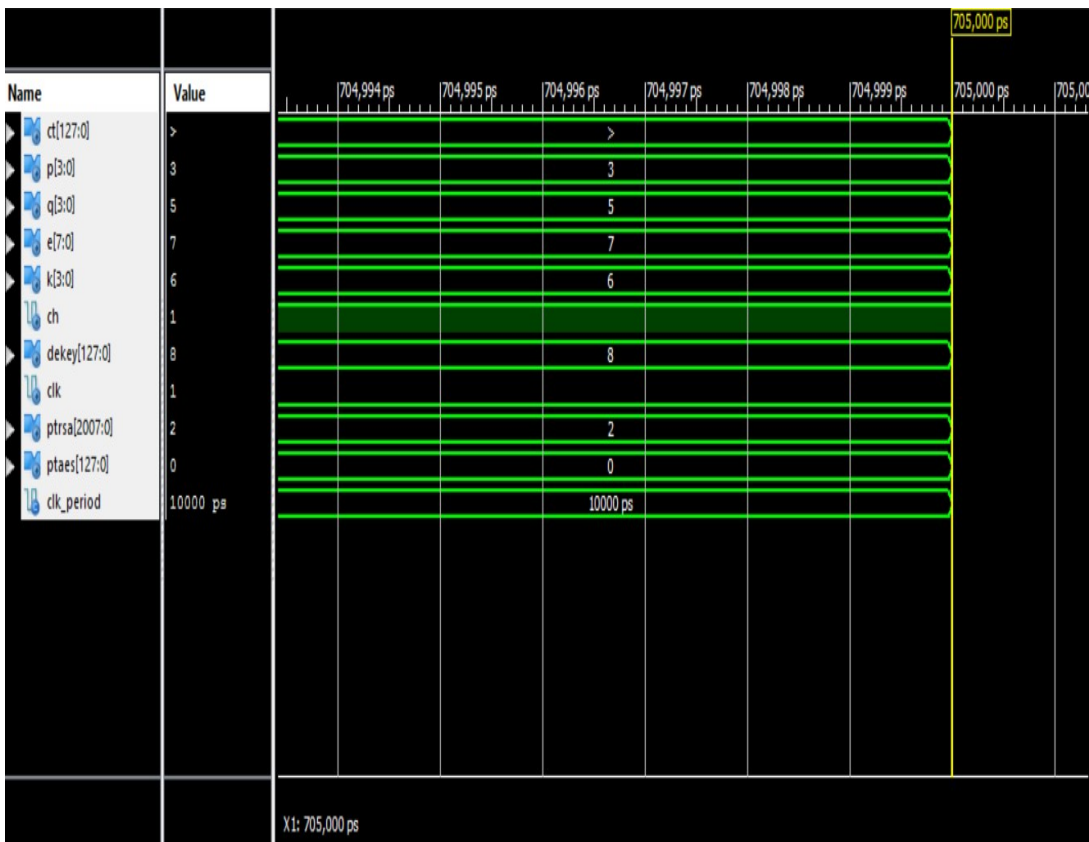 705,000 ps
Name Value 704,994 ps 704,995 ps 704,996 ps 704,997 ps 704,998 ps 704,999 ps 705,000 ps 705,00
ct[127:0] > >
p[3:0] 3 3
q[3:0] 5 5
e[7:0] 7 7
k[3:0] 6 6
ch 1
dekey[127:0] 8 8
clk 1
ptrsa[2007:0] 2 2
ptaes[127:0] 0 0
clk_period 10000 ps 10000 ps
X1: 705,000 ps